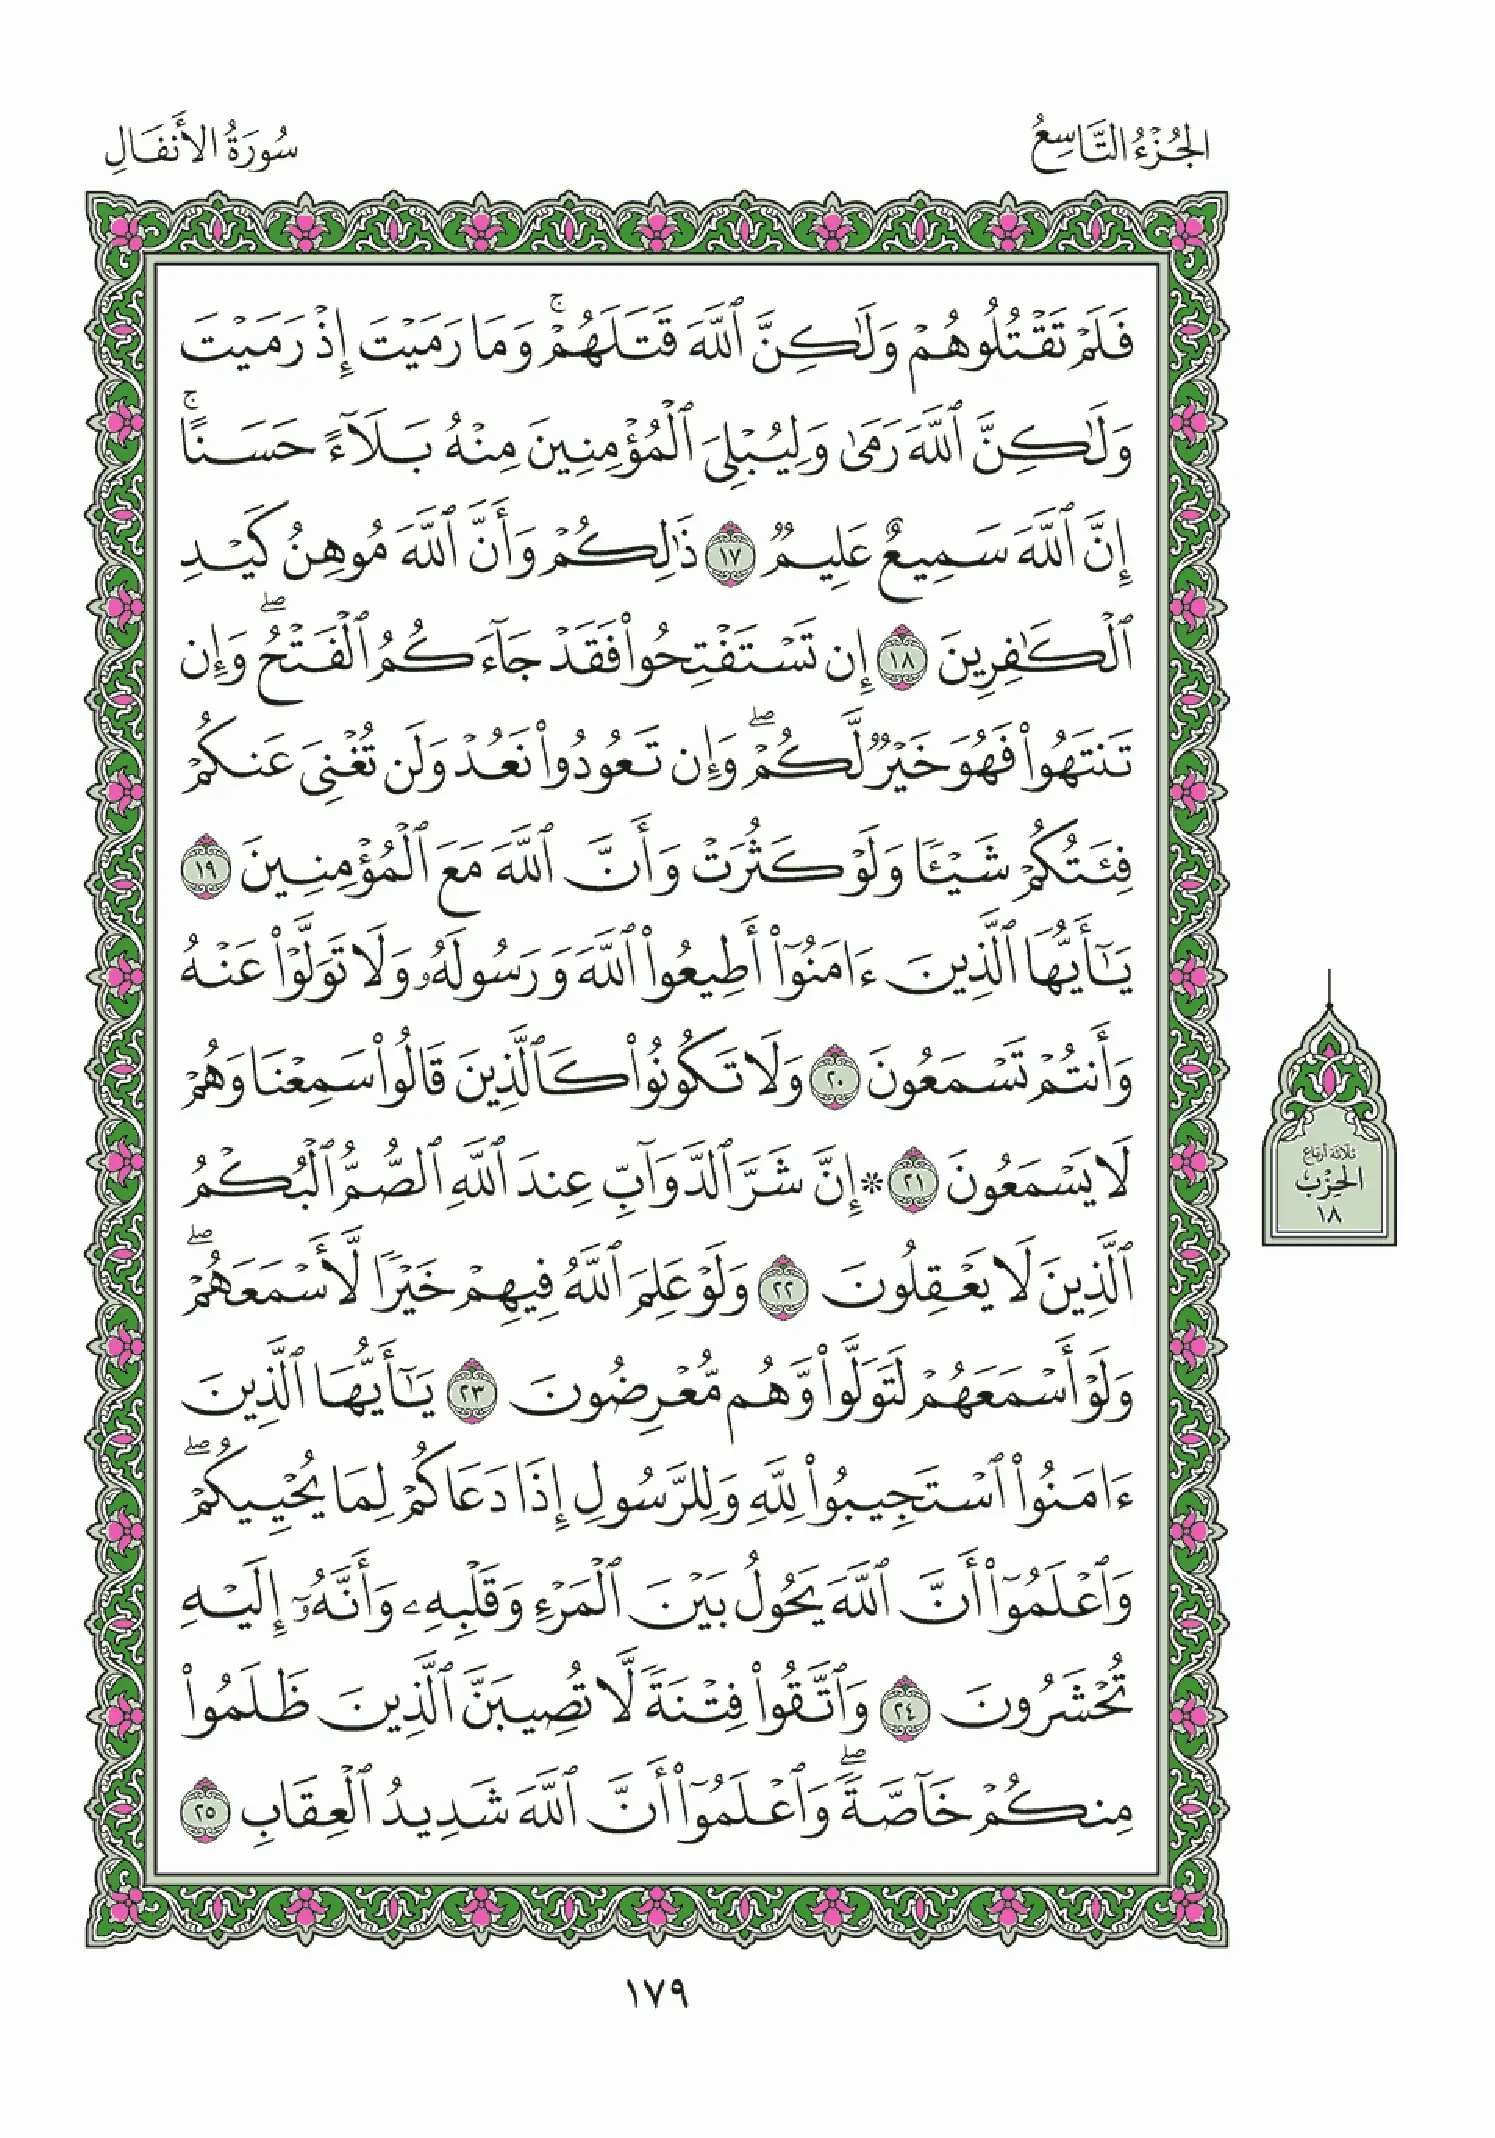 الجُزْءُ التَّاسِعُ
سُورَةُ الأَنفَالِ
فَلَمْ تَقْتُلُوهُمْ وَلَٰكِنَّ ٱللَّهَ قَتَلَهُمْۚ وَمَا رَمَيْتَ إِذْ رَمَيْتَ
وَلَٰكِنَّ ٱللَّهَ رَمَىٰ وَلِيُبْلِىَ ٱلْمُؤْمِنِينَ مِنْهُ بَلَآءً حَسَنًاۚ
إِنَّ ٱللَّهَ سَمِيعٌ عَلِيمٌ ١٧ ذَٰلِكُمْ وَأَنَّ ٱللَّهَ مُوهِنُ كَيْدِ
ٱلْكَٰفِرِينَ ١٨ إِن تَسْتَفْتِحُوا۟ فَقَدْ جَآءَكُمُ ٱلْفَتْحُۖ وَإِن
تَنتَهُوا۟ فَهُوَ خَيْرٌ لَّكُمْۖ وَإِن تَعُودُوا۟ نَعُدْ وَلَن تُغْنِىَ عَنكُمْ
فِئَتُكُمْ شَيْـًٔا وَلَوْ كَثُرَتْ وَأَنَّ ٱللَّهَ مَعَ ٱلْمُؤْمِنِينَ ١٩
يَٰٓأَيُّهَا ٱلَّذِينَ ءَامَنُوٓا۟ أَطِيعُوا۟ ٱللَّهَ وَرَسُولَهُۥ وَلَا تَوَلَّوْا۟ عَنْهُ
وَأَنتُمْ تَسْمَعُونَ ٢٠ وَلَا تَكُونُوا۟ كَٱلَّذِينَ قَالُوا۟ سَمِعْنَا وَهُمْ
لَا يَسْمَعُونَ ٢١ ۞ إِنَّ شَرَّ ٱلدَّوَآبِّ عِندَ ٱللَّهِ ٱلصُّمُّ ٱلْبُكْمُ
ٱلَّذِينَ لَا يَعْقِلُونَ ٢٢ وَلَوْ عَلِمَ ٱللَّهُ فِيهِمْ خَيْرًا لَّأَسْمَعَهُمْۖ
وَلَوْ أَسْمَعَهُمْ لَتَوَلَّوا۟ وَّهُم مُّعْرِضُونَ ٢٣ يَٰٓأَيُّهَا ٱلَّذِينَ
ءَامَنُوا۟ ٱسْتَجِيبُوا۟ لِلَّهِ وَلِلرَّسُولِ إِذَا دَعَاكُمْ لِمَا يُحْيِيكُمْۖ
وَٱعْلَمُوٓا۟ أَنَّ ٱللَّهَ يَحُولُ بَيْنَ ٱلْمَرْءِ وَقَلْبِهِۦ وَأَنَّهُۥٓ إِلَيْهِ
تُحْشَرُونَ ٢٤ وَٱتَّقُوا۟ فِتْنَةً لَّا تُصِيبَنَّ ٱلَّذِينَ ظَلَمُوا۟
مِنكُمْ خَآصَّةًۖ وَٱعْلَمُوٓا۟ أَنَّ ٱللَّهَ شَدِيدُ ٱلْعِقَابِ ٢٥
ثلاثة أرباع
الحِزْب
١٨
١٧٩